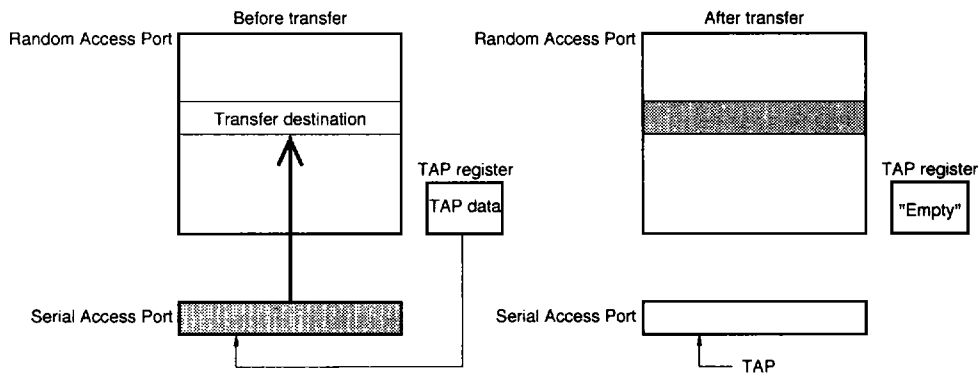 Before transfer
Random Access Port
Transfer destination
TAP register
TAP data
Serial Access Port
After transfer
Random Access Port
TAP register
"Empty"
Serial Access Port
TAP